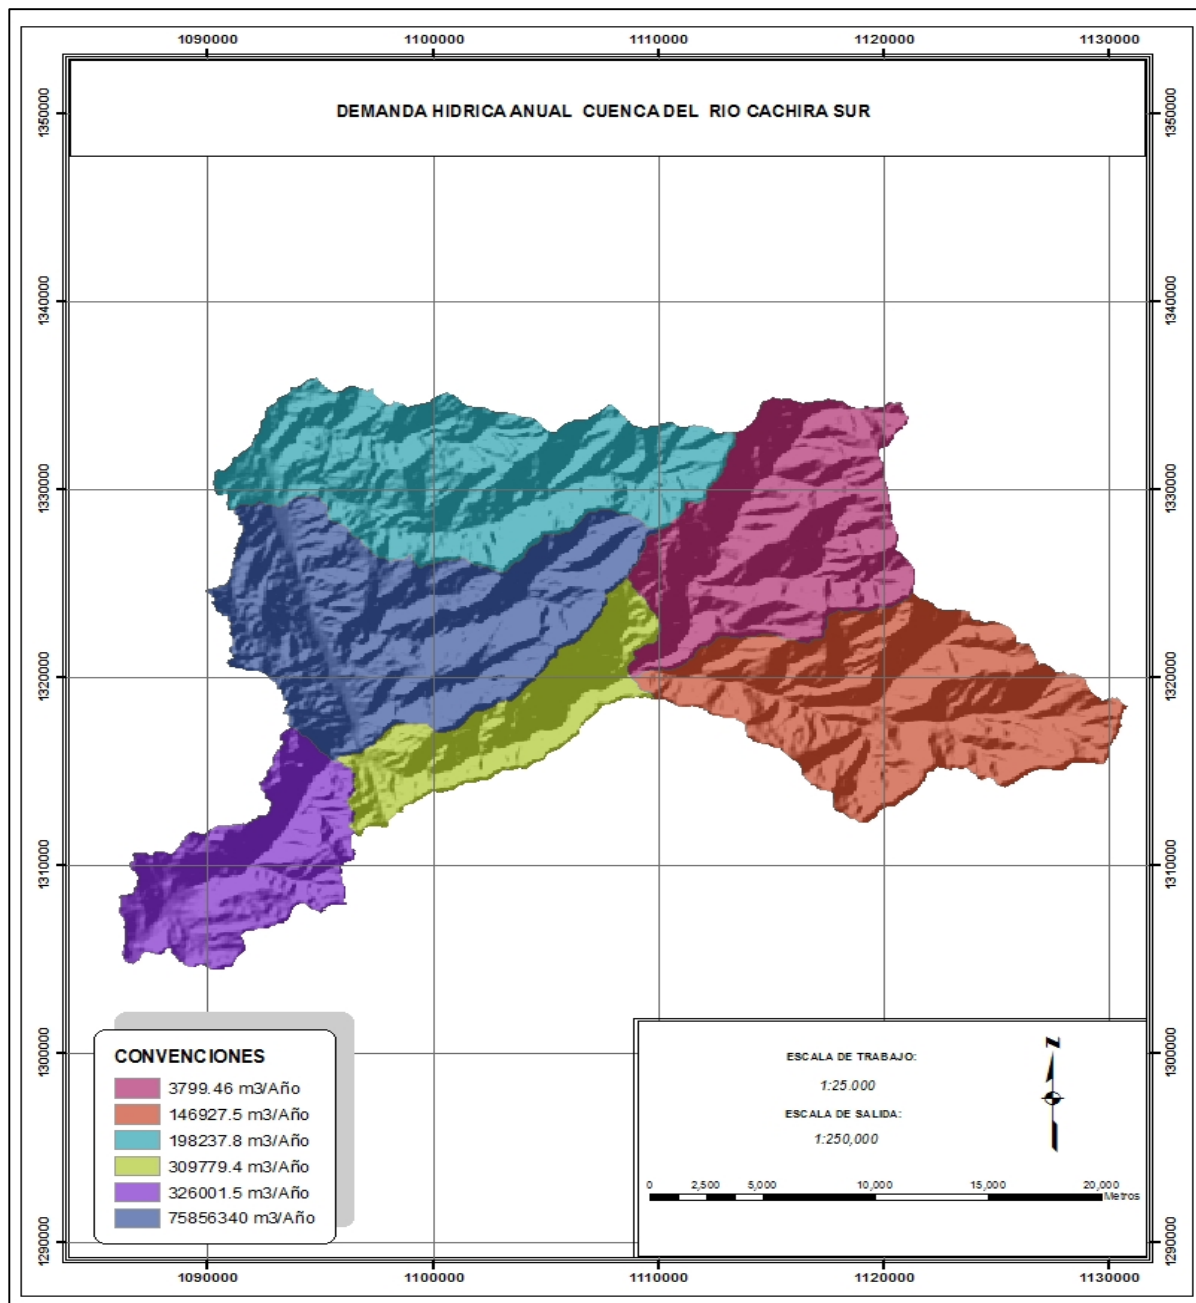 1090000 1100000 1110000 1120000 1130000
DEMANDA HIDRICA ANUAL CUENCA DEL RIO CACHIRA SUR
1350000 1350000
1340000 1340000
1330000 1330000
1320000 1320000
1310000 1310000
1300000 1300000
1290000 1290000
CONVENCIONES
3799.46 m3/Año
146927.5 m3/Año
198237.8 m3/Año
309779.4 m3/Año
326001.5 m3/Año
75856340 m3/Año
ESCALA DE TRABAJO:
1:25.000
ESCALA DE SALIDA:
1:250,000
N
0 2,500 5,000 10,000 15,000 20,000
Metros
1090000 1100000 1110000 1120000 1130000